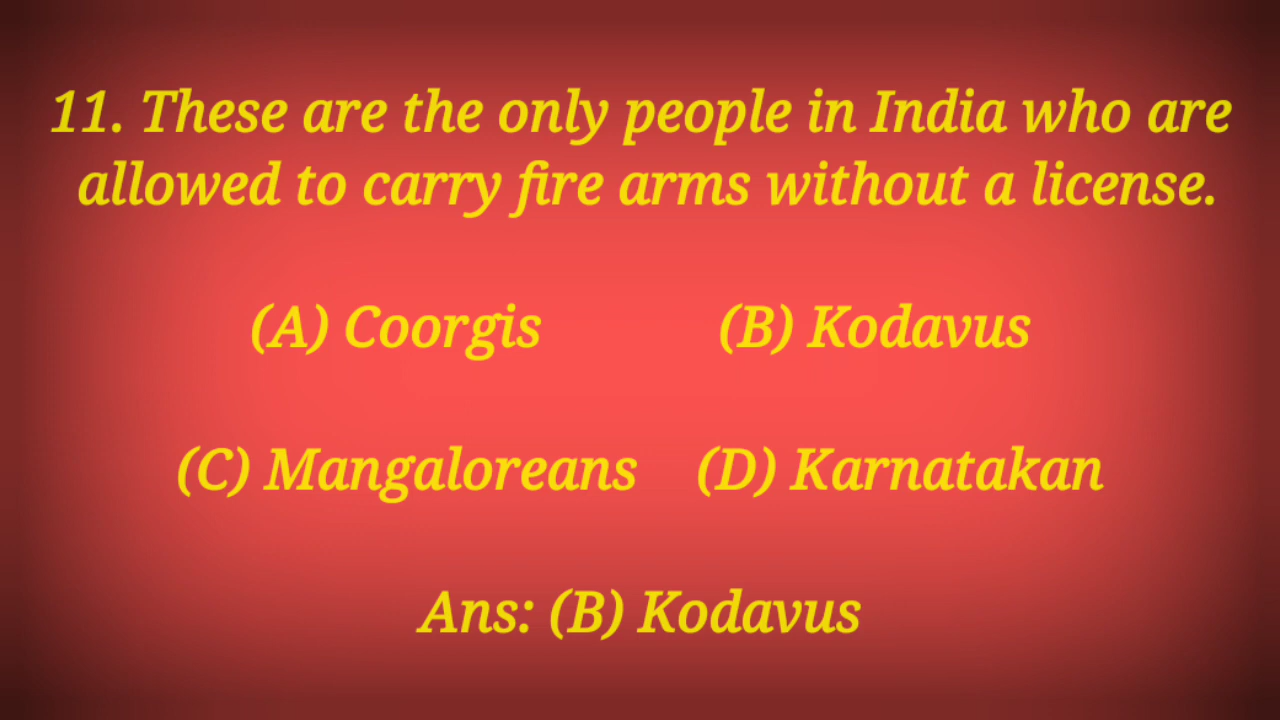 11. These are the only people in India who are
allowed to carry fire arms without a license.
(A) Coorgis (B) Kodavus
(C) Mangaloreans (D) Karnatakan
Ans: (B) Kodavus